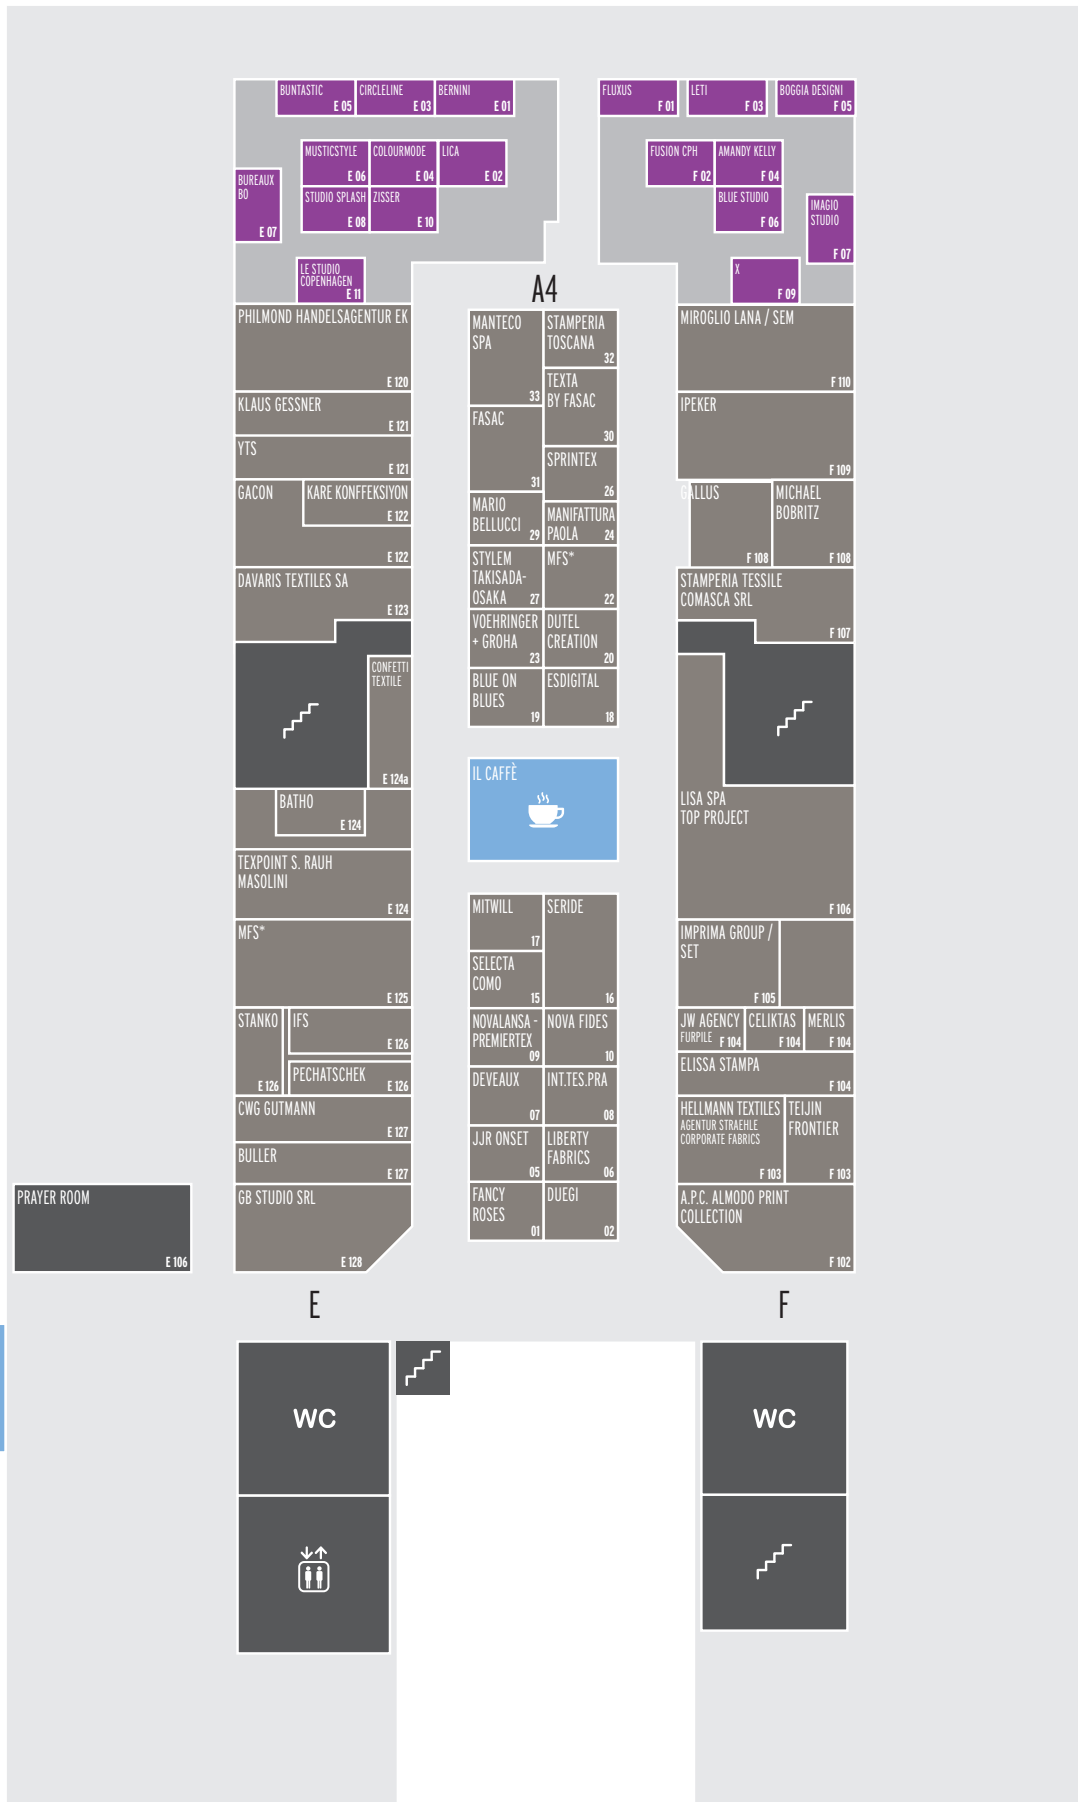 BUNTASTIC
E 05
CIRCLELINE
E 03
BERNINI
E 01
FLUXUS
F 01
LETI
F 03
BOGGIA DESIGNI
F 05
MUSTICSTYLE
E 06
COLOURMODE
E 04
LICA
E 02
FUSION CPH
F 02
AMANDY KELLY
F 04
BUREAUX
BO
E 07
STUDIO SPLASH
E 08
ZISSER
E 10
BLUE STUDIO
F 06
IMAGIO
STUDIO
F 07
LE STUDIO
COPENHAGEN
E 11
X
F 09
A4
PHILMOND HANDELSAGENTUR EK
E 120
KLAUS GESSNER
E 121
YTS
E 121
GACON
KARE KONFFEKSIYON
E 122
E 122
DAVARIS TEXTILES SA
E 123
CONFETTI
TEXTILE
E 124a
BATHO
E 124
TEXPOINT S. RAUH
MASOLINI
E 124
MFS*
E 125
STANKO
E 126
IFS
E 126
PECHATSCHEK
E 126
CWG GUTMANN
E 127
BULLER
E 127
GB STUDIO SRL
E 128
PRAYER ROOM
E 106
MANTECO
SPA
33
STAMPERIA
TOSCANA
32
TEXTA
BY FASAC
30
FASAC
31
SPRINTEX
26
MARIO
BELLUCCI
29
MANIFATTURA
PAOLA
24
STYLEM
TAKISADA-
OSAKA
27
MFS*
22
VOEHRINGER
+ GROHA
23
DUTEL
CREATION
20
BLUE ON
BLUES
19
ESDIGITAL
18
IL CAFFÈ
MITWILL
17
SERIDE
16
SELECTA
COMO
15
NOVALANSA -
PREMIERTEX
09
NOVA FIDES
10
DEVEAUX
07
INT.TES.PRA
08
JJR ONSET
05
LIBERTY
FABRICS
06
FANCY
ROSES
01
DUEGI
02
MIROGLIO LANA / SEM
F 110
IPEKER
F 109
GALLUS
F 108
MICHAEL
BOBRITZ
F 108
STAMPERIA TESSILE
COMASCA SRL
F 107
LISA SPA
TOP PROJECT
F 106
IMPRIMA GROUP /
SET
F 105
JW AGENCY
FURPILE
F 104
CELIKTAS
F 104
MERLIS
F 104
ELISSA STAMPA
F 104
HELLMANN TEXTILES
AGENTUR STRAEHLE
CORPORATE FABRICS
F 103
TEIJIN
FRONTIER
F 103
A.P.C. ALMODO PRINT
COLLECTION
F 102
E
F
WC
WC